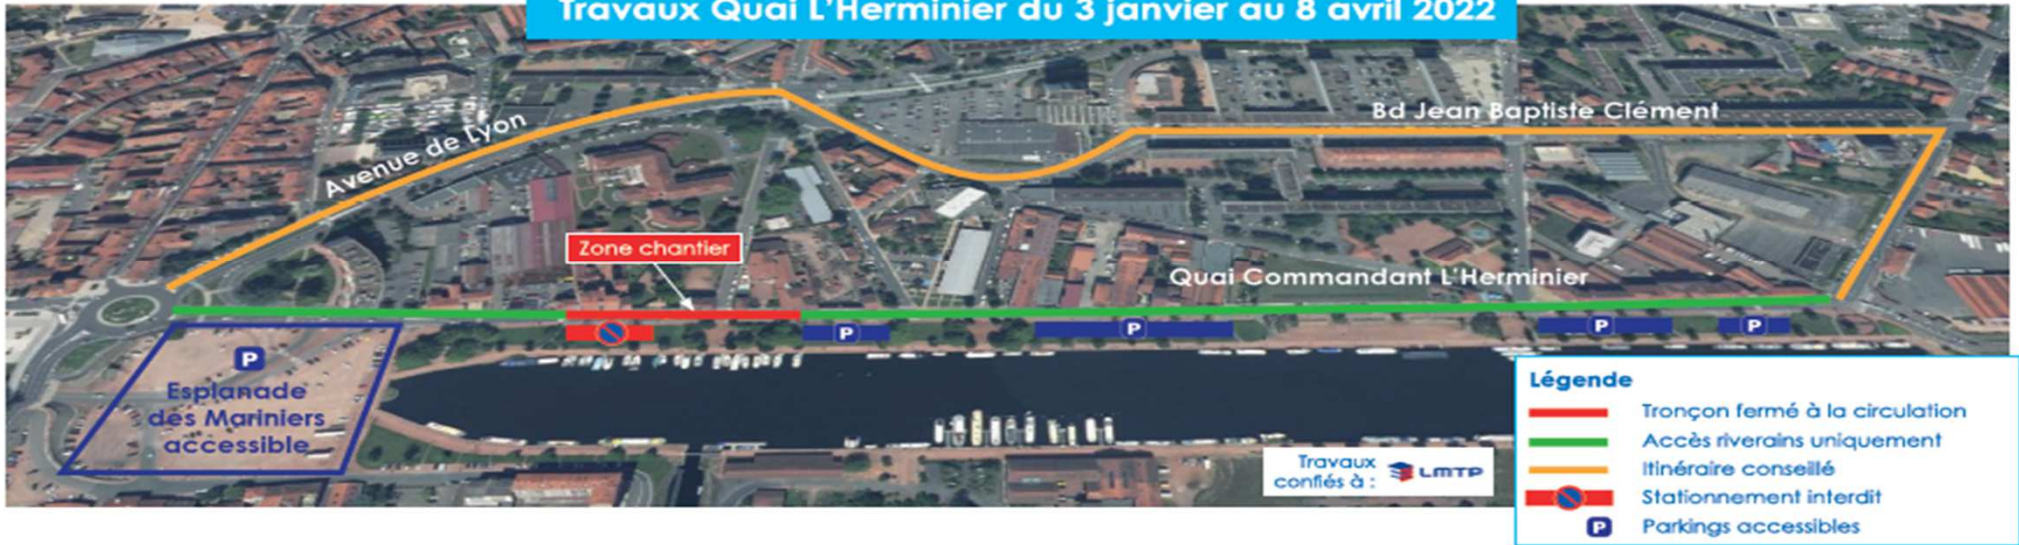 Travaux Quai L'Herminier du 3 janvier au 8 avril 2022
Bd Jean Baptiste Clément
Avenue de Lyon
Zone chantier
Quai Commandant L'Herminier
P
P
P
P
P
Esplanade
des Mariniers
accessible
Travaux
confiés à :
LMTP
Légende
Tronçon fermé à la circulation
Accès riverains uniquement
Itinéraire conseillé
Stationnement interdit
P Parkings accessibles